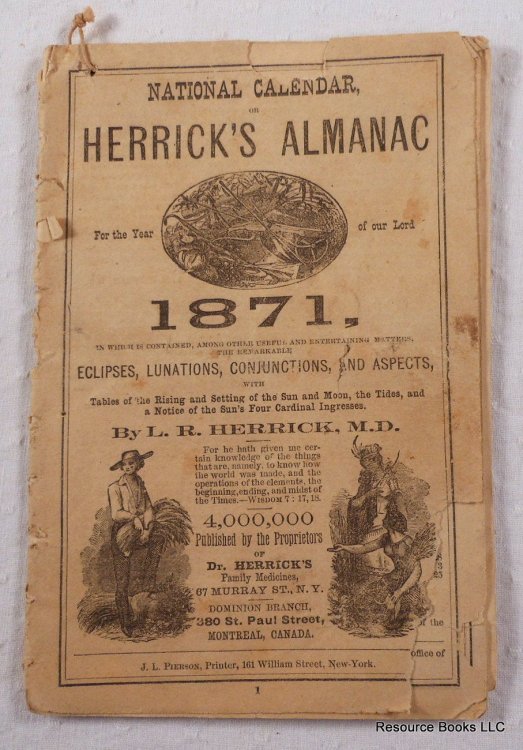 NATIONAL CALENDAR,
OR
HERRICK'S ALMANAC
For the Year
of our Lord
1871,
IN WHICH IS CONTAINED, AMONG OTHER USEFUL AND ENTERTAINING MATTERS,
THE REMARKABLE
ECLIPSES, LUNATIONS, CONJUNCTIONS, AND ASPECTS,
WITH
Tables of the Rising and Setting of the Sun and Moon, the Tides, and
a Notice of the Sun's Four Cardinal Ingresses.
By L. R. HERRICK, M.D.
For he hath given me cer-
tain knowledge of the things
that are, namely, to know how
the world was made, and the
operations of the elements, the
beginning, ending, and midst of
the Times.—WISDOM 7 : 17, 18.
4,000,000
Published by the Proprietors
OF
Dr. HERRICK'S
Family Medicines,
67 MURRAY ST., N. Y.
DOMINION BRANCH,
380 St. Paul Street,
MONTREAL, CANADA.
of the
office of
J. L. PIERSON, Printer, 161 William Street, New-York.
1
Resource Books LLC